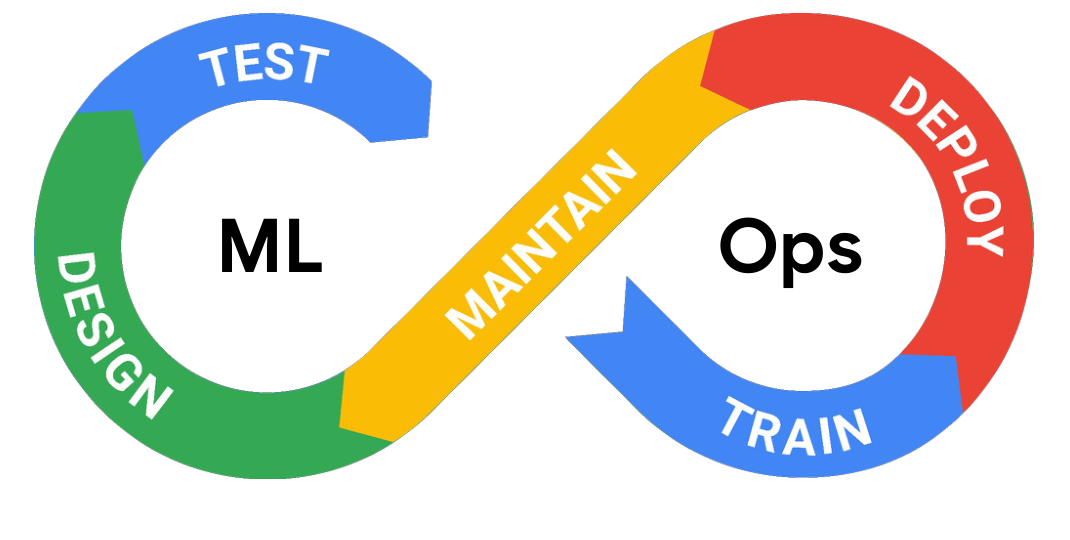 TEST
DESIGN
ML
MAINTAIN
Ops
DEPLOY
TRAIN